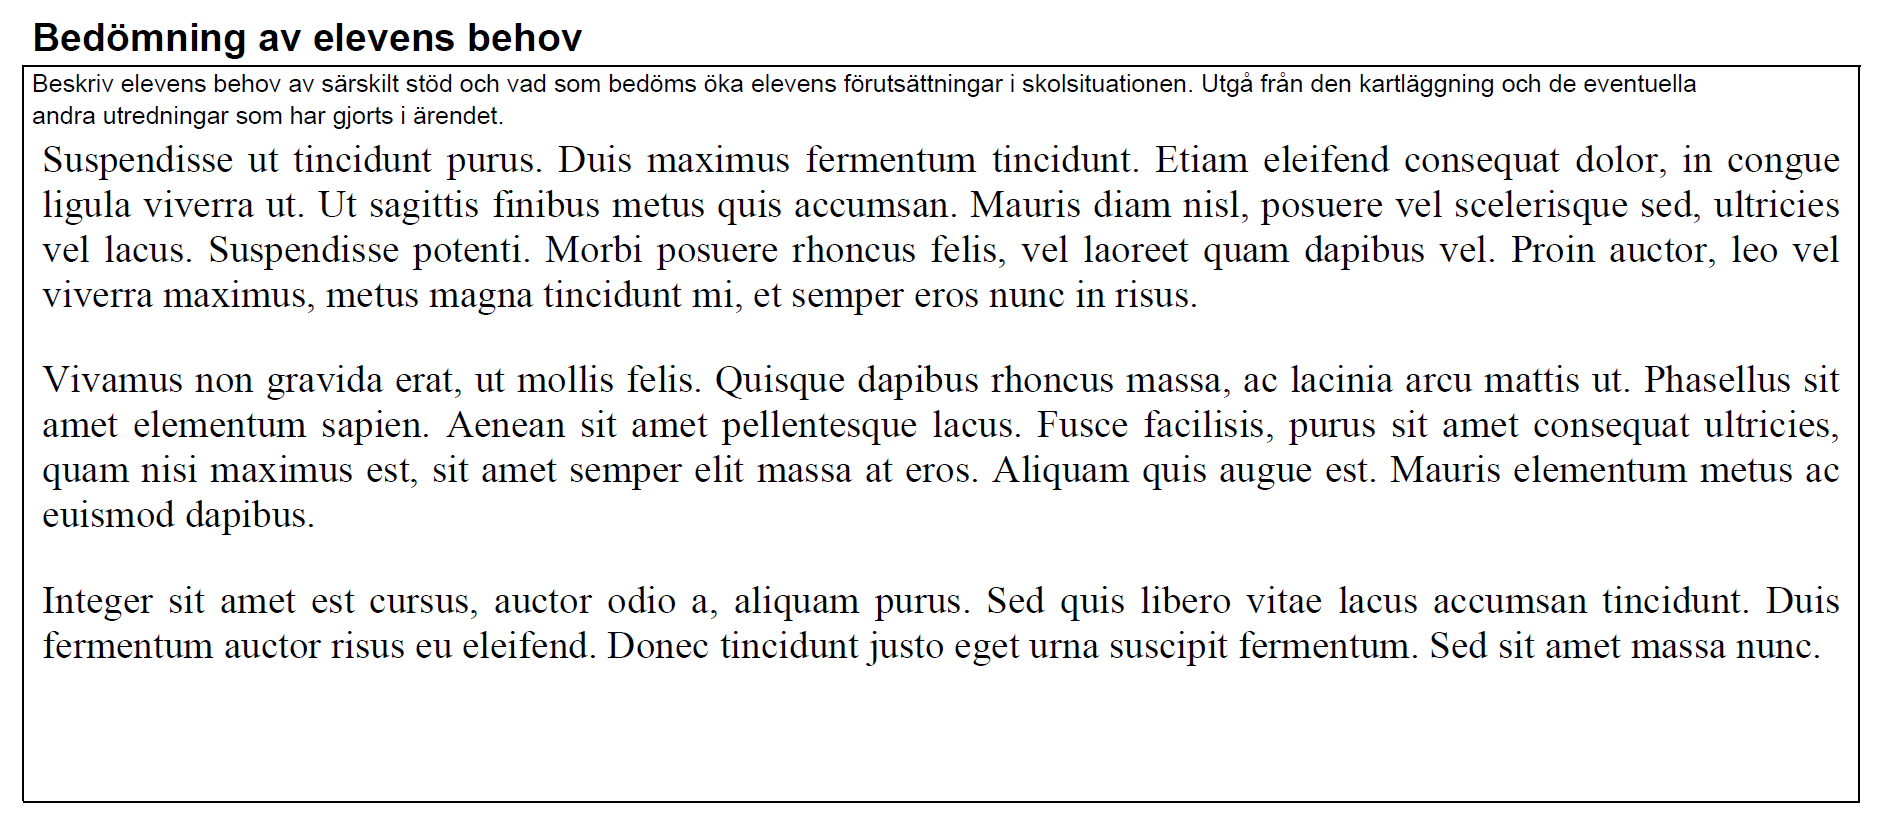 Bedömning av elevens behov
Beskriv elevens behov av särskilt stöd och vad som bedöms öka elevens förutsättningar i skolsituationen. Utgå från den kartläggning och de eventuella
andra utredningar som har gjorts i ärendet.
Suspendisse ut tincidunt purus. Duis maximus fermentum tincidunt. Etiam eleifend consequat dolor, in congue
ligula viverra ut. Ut sagittis finibus metus quis accumsan. Mauris diam nisl, posuere vel scelerisque sed, ultricies
vel lacus. Suspendisse potenti. Morbi posuere rhoncus felis, vel laoreet quam dapibus vel. Proin auctor, leo vel
viverra maximus, metus magna tincidunt mi, et semper eros nunc in risus.
Vivamus non gravida erat, ut mollis felis. Quisque dapibus rhoncus massa, ac lacinia arcu mattis ut. Phasellus sit
amet elementum sapien. Aenean sit amet pellentesque lacus. Fusce facilisis, purus sit amet consequat ultricies,
quam nisi maximus est, sit amet semper elit massa at eros. Aliquam quis augue est. Mauris elementum metus ac
euismod dapibus.
Integer sit amet est cursus, auctor odio a, aliquam purus. Sed quis libero vitae lacus accumsan tincidunt. Duis
fermentum auctor risus eu eleifend. Donec tincidunt justo eget urna suscipit fermentum. Sed sit amet massa nunc.